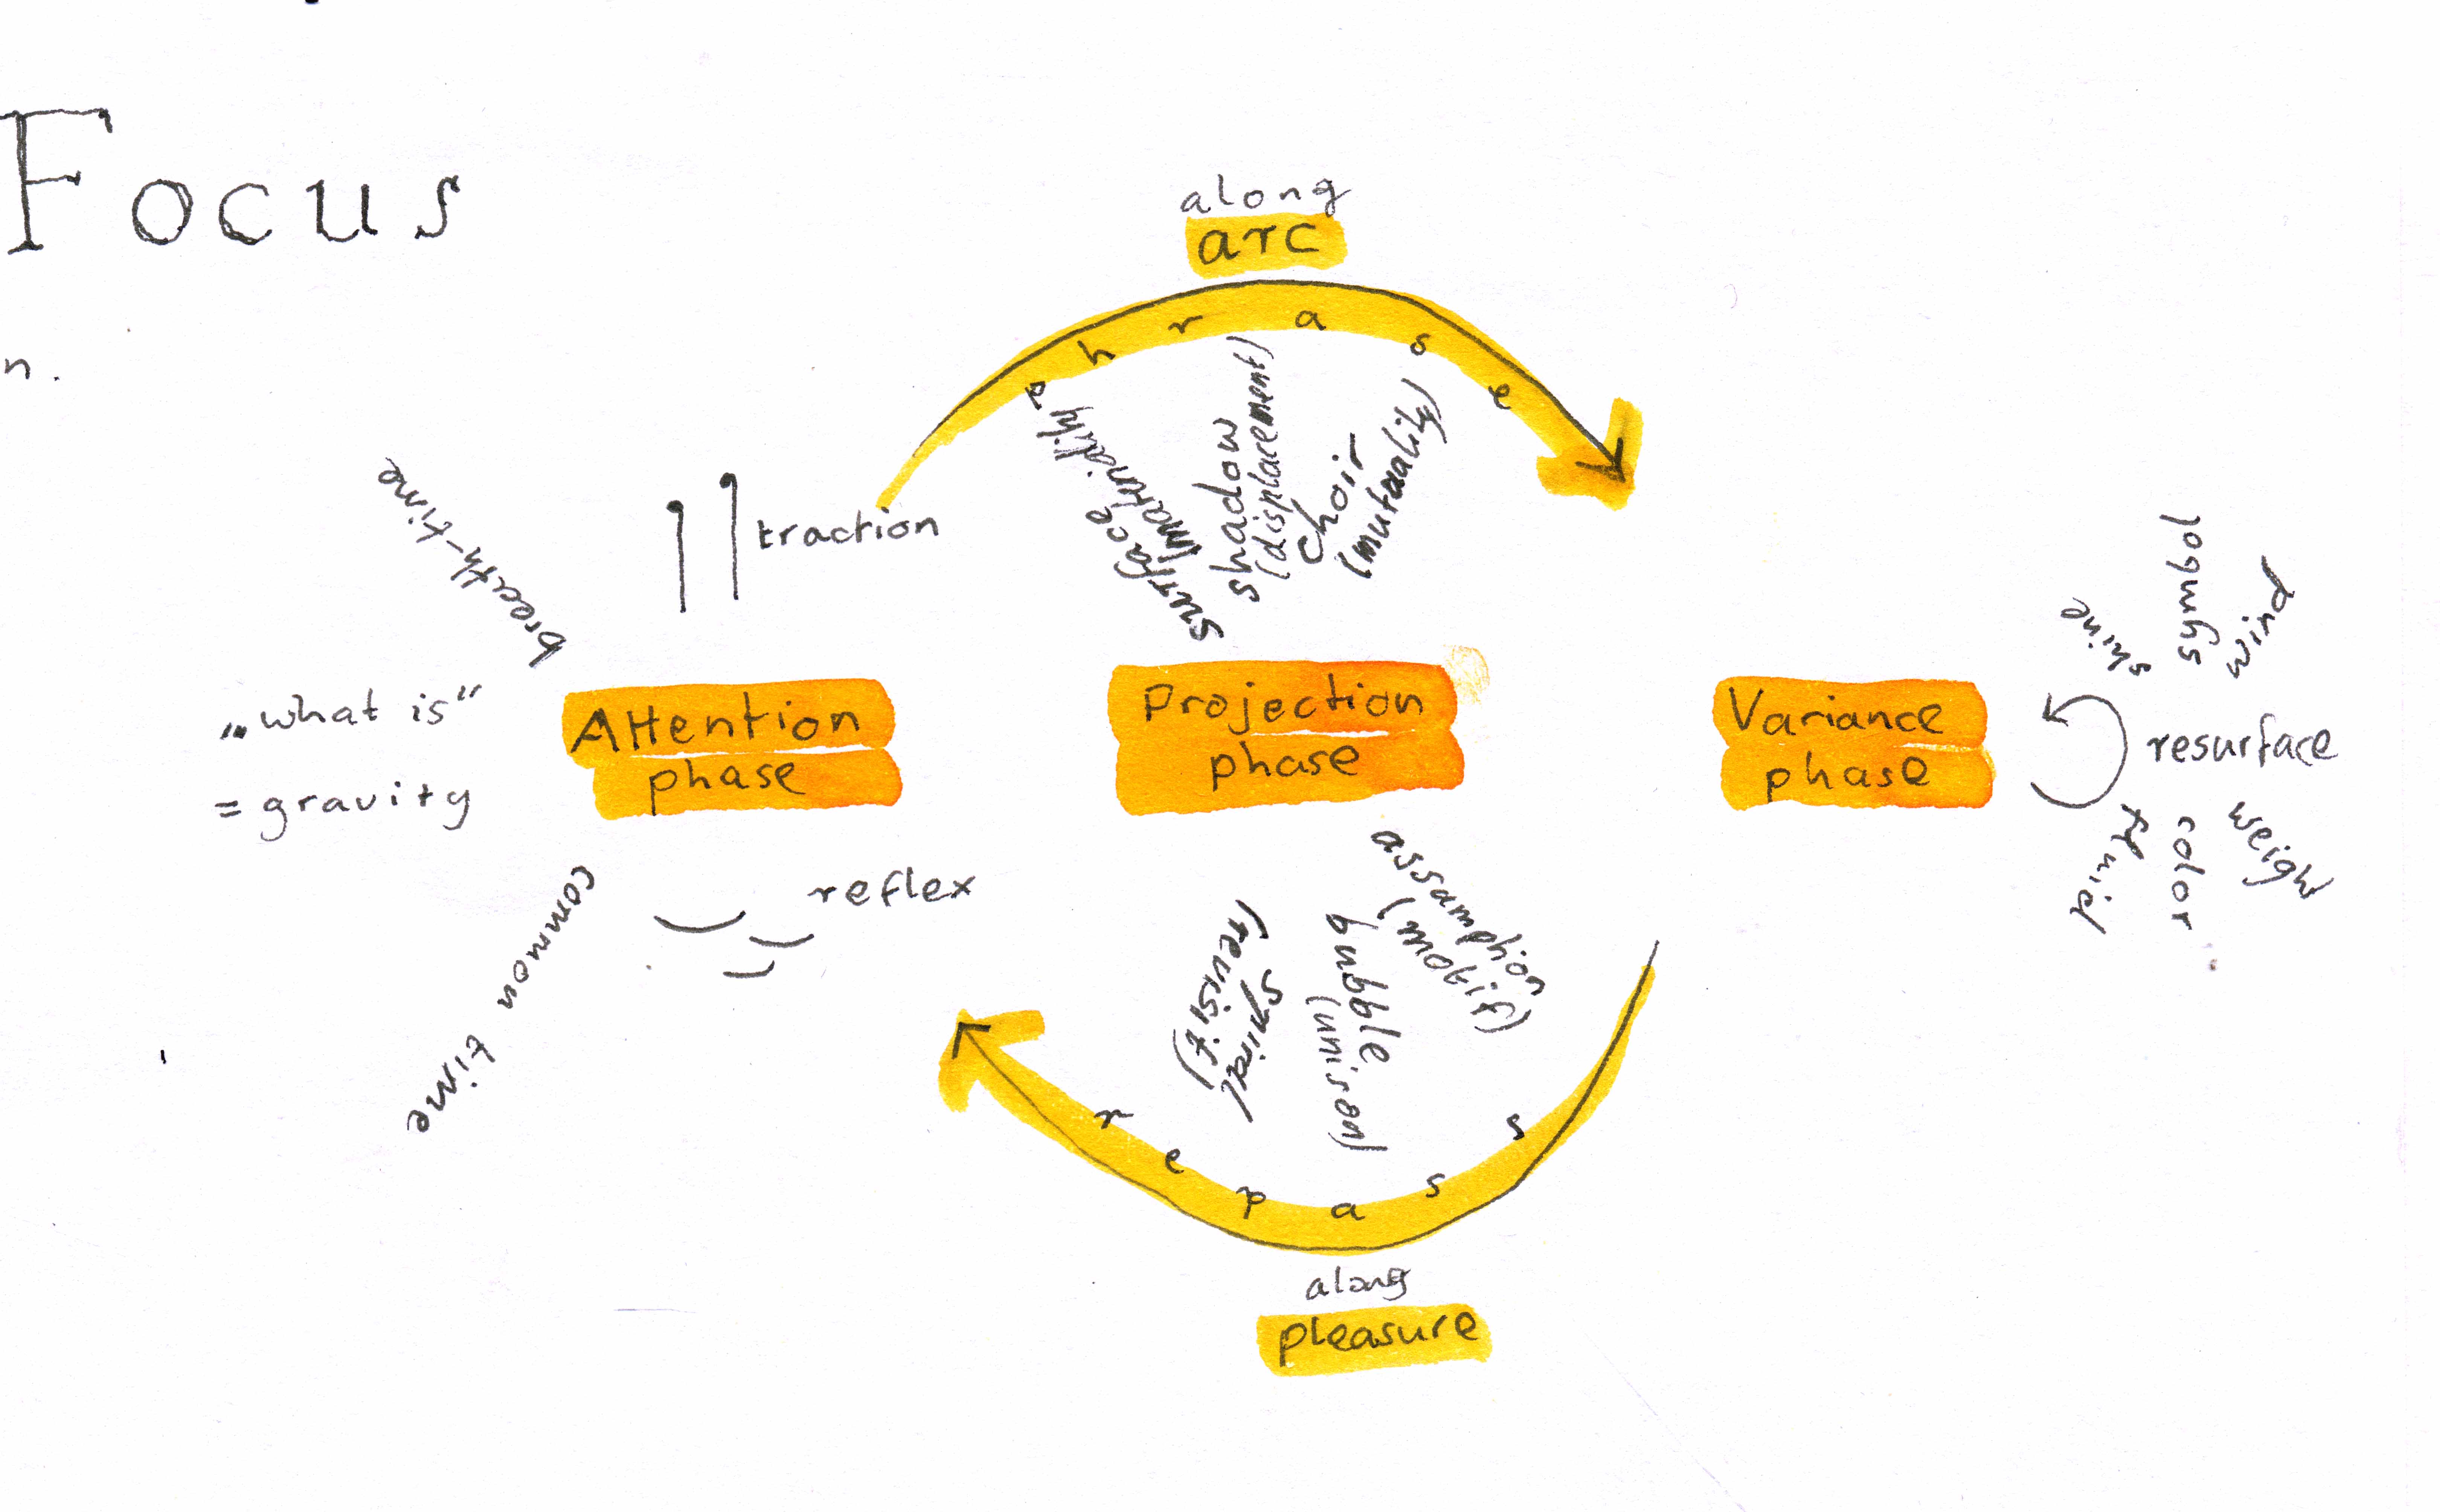 Focus
n.
along
arc
phrase
surface
shadow
(displacement)
choir
(mutuality)
breath-time
traction
„what is"
= gravity
Attention
phase
Projection
phase
Variance
phase
shine
symbol
wind
resurface
fluid
color
weigh
common time
reflex
assumption
(motif)
bubble
(unison)
spiral
(revisit)
repass
along
pleasure